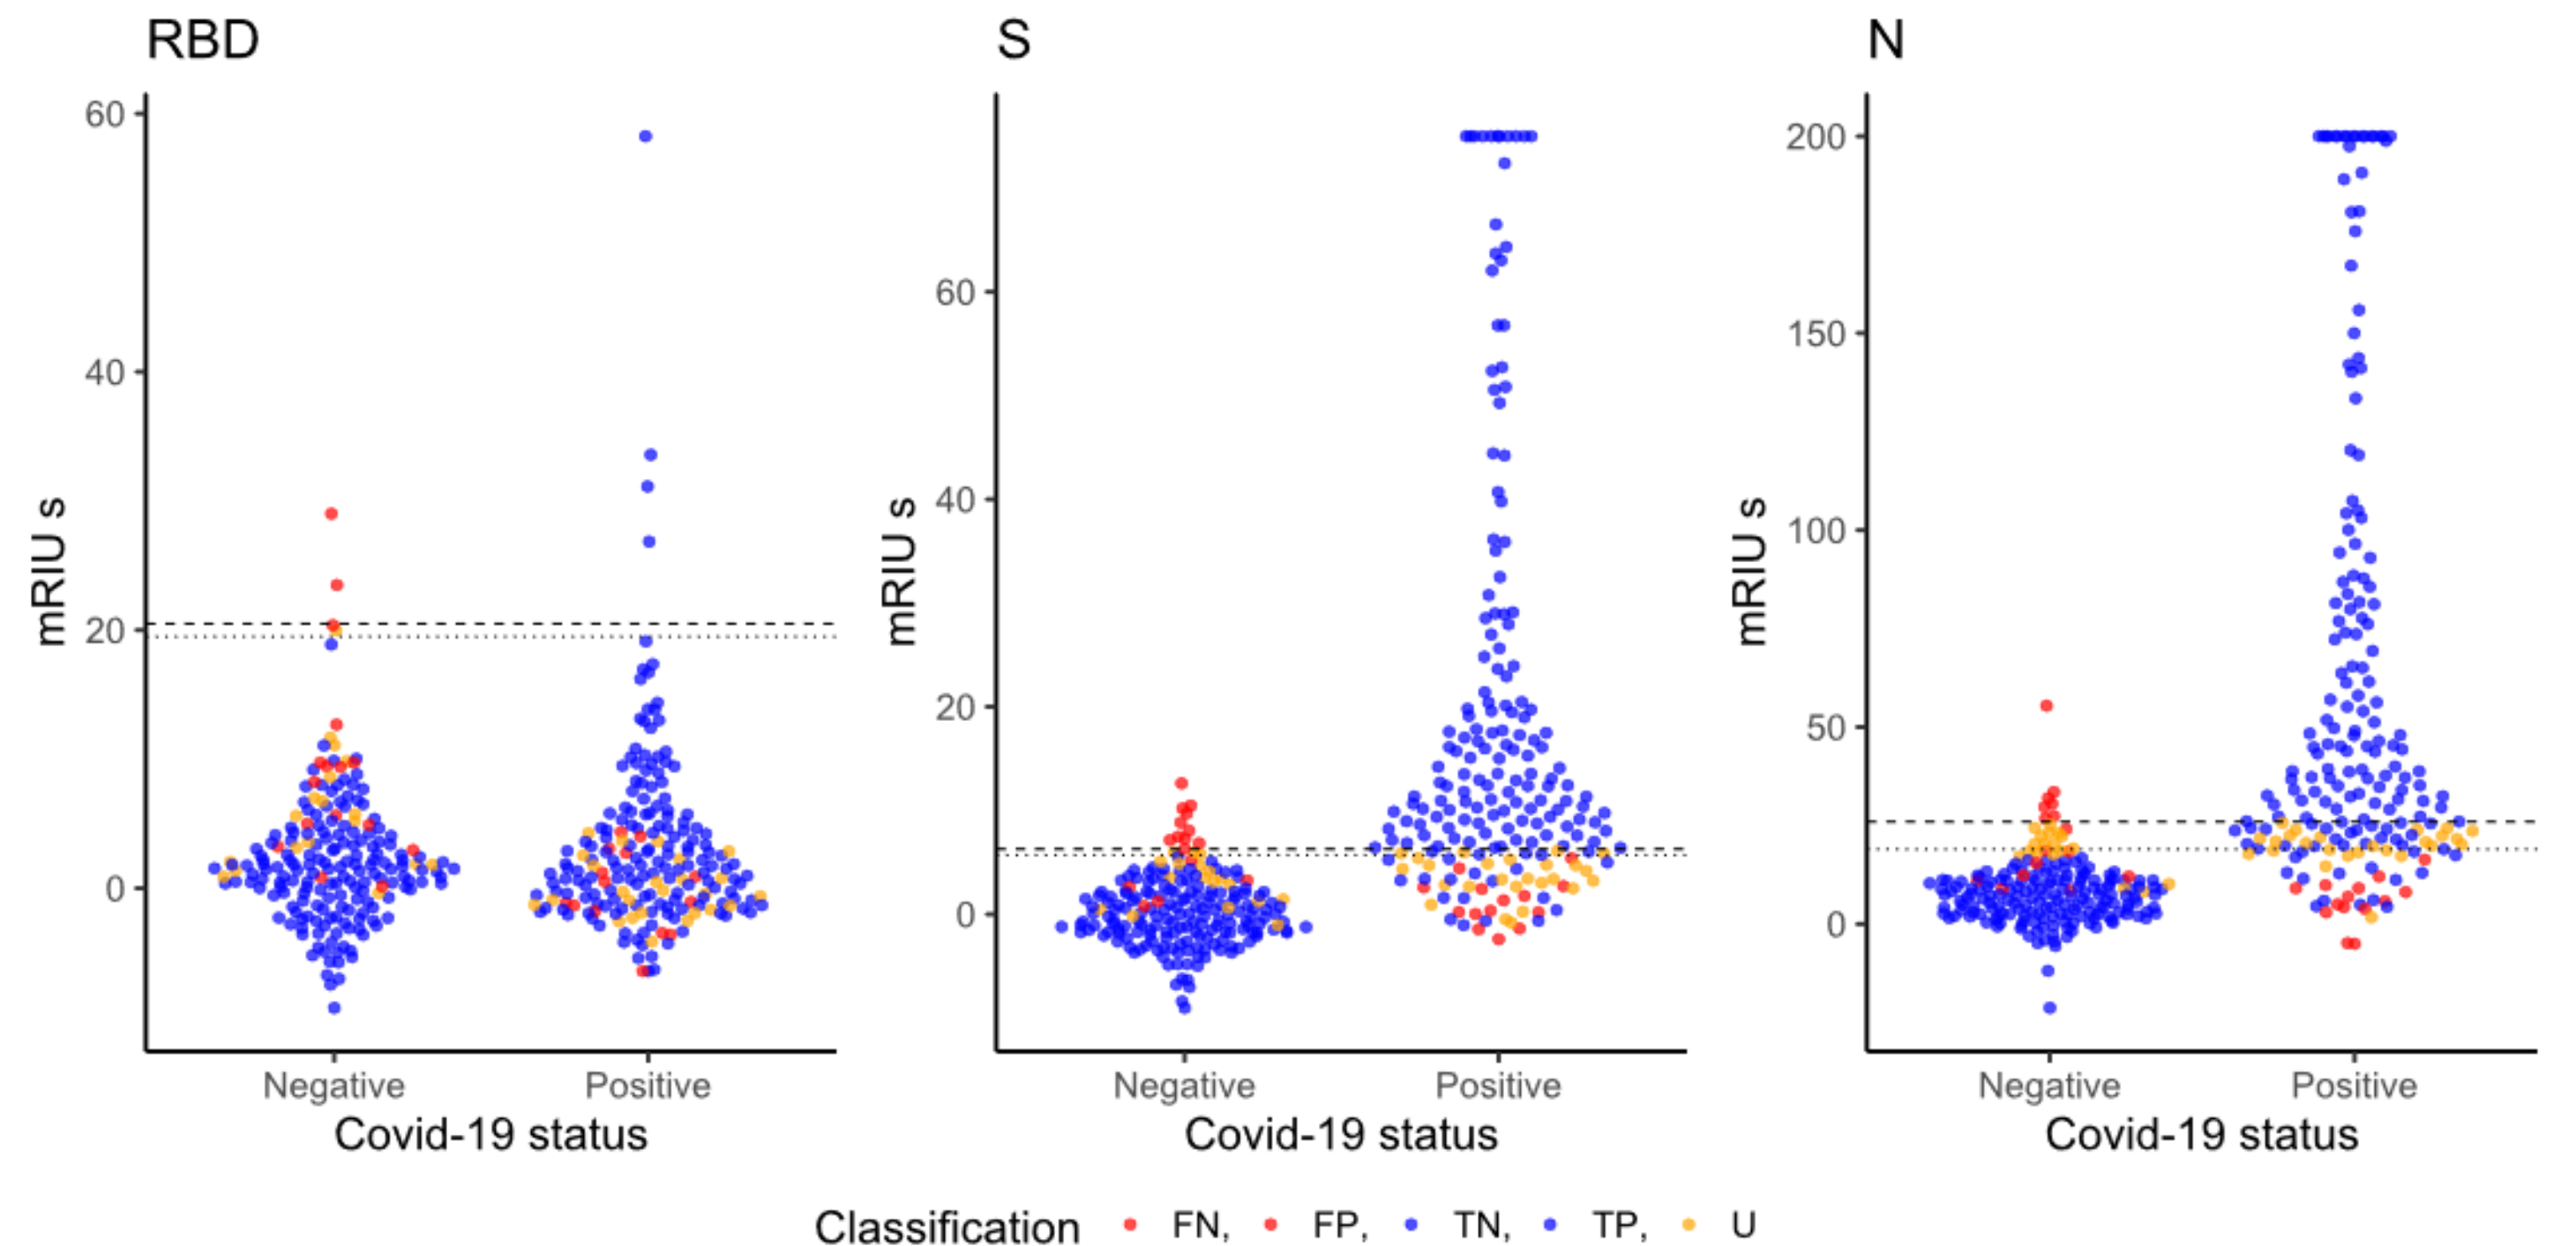 RBD
S
N
60
40
20
0
mRIU s
Negative
Positive
Covid-19 status
60
40
20
0
mRIU s
Negative
Positive
Covid-19 status
200
150
100
50
0
mRIU s
Negative
Positive
Covid-19 status
Classification FN, FP, TN, TP, U